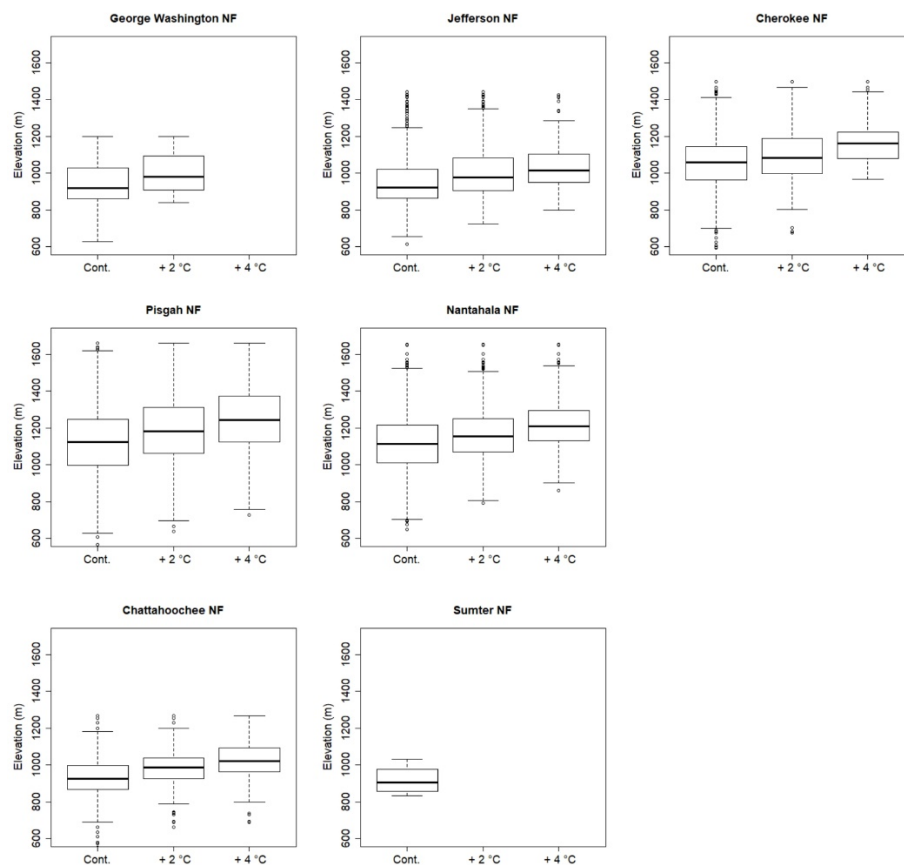 George Washington NF
Elevation (m)
600 800 1000 1200 1400 1600
Cont. + 2 °C + 4 °C
Jefferson NF
Elevation (m)
600 800 1000 1200 1400 1600
Cont. + 2 °C + 4 °C
Cherokee NF
Elevation (m)
600 800 1000 1200 1400 1600
Cont. + 2 °C + 4 °C
Pisgah NF
Elevation (m)
600 800 1000 1200 1400 1600
Cont. + 2 °C + 4 °C
Nantahala NF
Elevation (m)
600 800 1000 1200 1400 1600
Cont. + 2 °C + 4 °C
Chattahoochee NF
Elevation (m)
600 800 1000 1200 1400 1600
Cont. + 2 °C + 4 °C
Sumter NF
Elevation (m)
600 800 1000 1200 1400 1600
Cont. + 2 °C + 4 °C